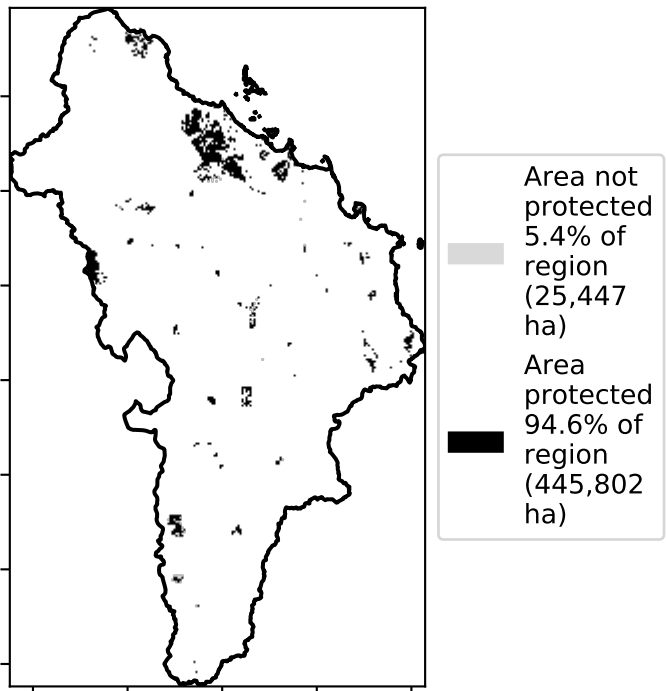 Area not
protected
5.4% of
region
(25,447
ha)
Area
protected
94.6% of
region
(445,802
ha)